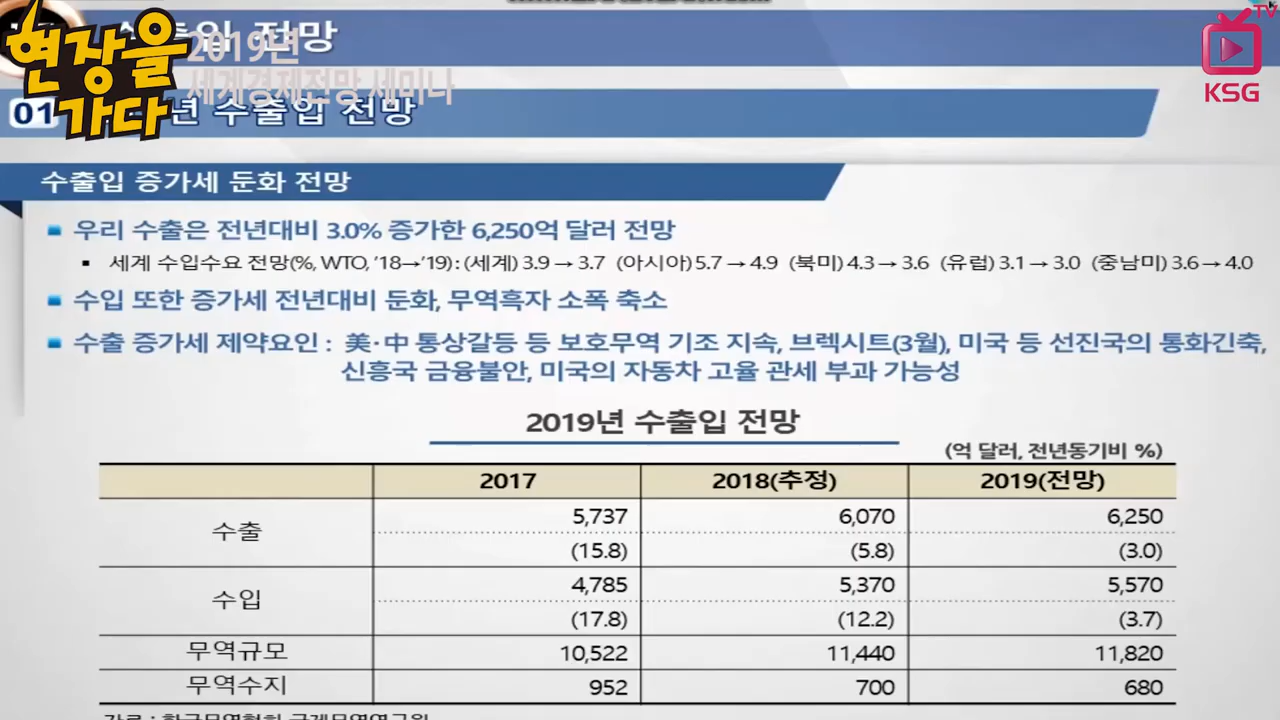 현장을 가다
2019년
세계경제전망 세미나
수출입 전망
TV
KSG
01 년 수출입 전망
수출입 증가세 둔화 전망
우리 수출은 전년대비 3.0% 증가한 6,250억 달러 전망
▪ 세계 수입수요 전망(%, WTO, ’18→’19) : (세계) 3.9 → 3.7 (아시아) 5.7 → 4.9 (북미) 4.3 → 3.6 (유럽) 3.1 → 3.0 (중남미) 3.6 → 4.0
수입 또한 증가세 전년대비 둔화, 무역흑자 소폭 축소
수출 증가세 제약요인 : 美·中 통상갈등 등 보호무역 기조 지속, 브렉시트(3월), 미국 등 선진국의 통화긴축,
신흥국 금융불안, 미국의 자동차 고율 관세 부과 가능성
2019년 수출입 전망
(억 달러, 전년동기비 %)
2017 2018(추정) 2019(전망)
수출 5,737 6,070 6,250
(15.8) (5.8) (3.0)
수입 4,785 5,370 5,570
(17.8) (12.2) (3.7)
무역규모 10,522 11,440 11,820
무역수지 952 700 680